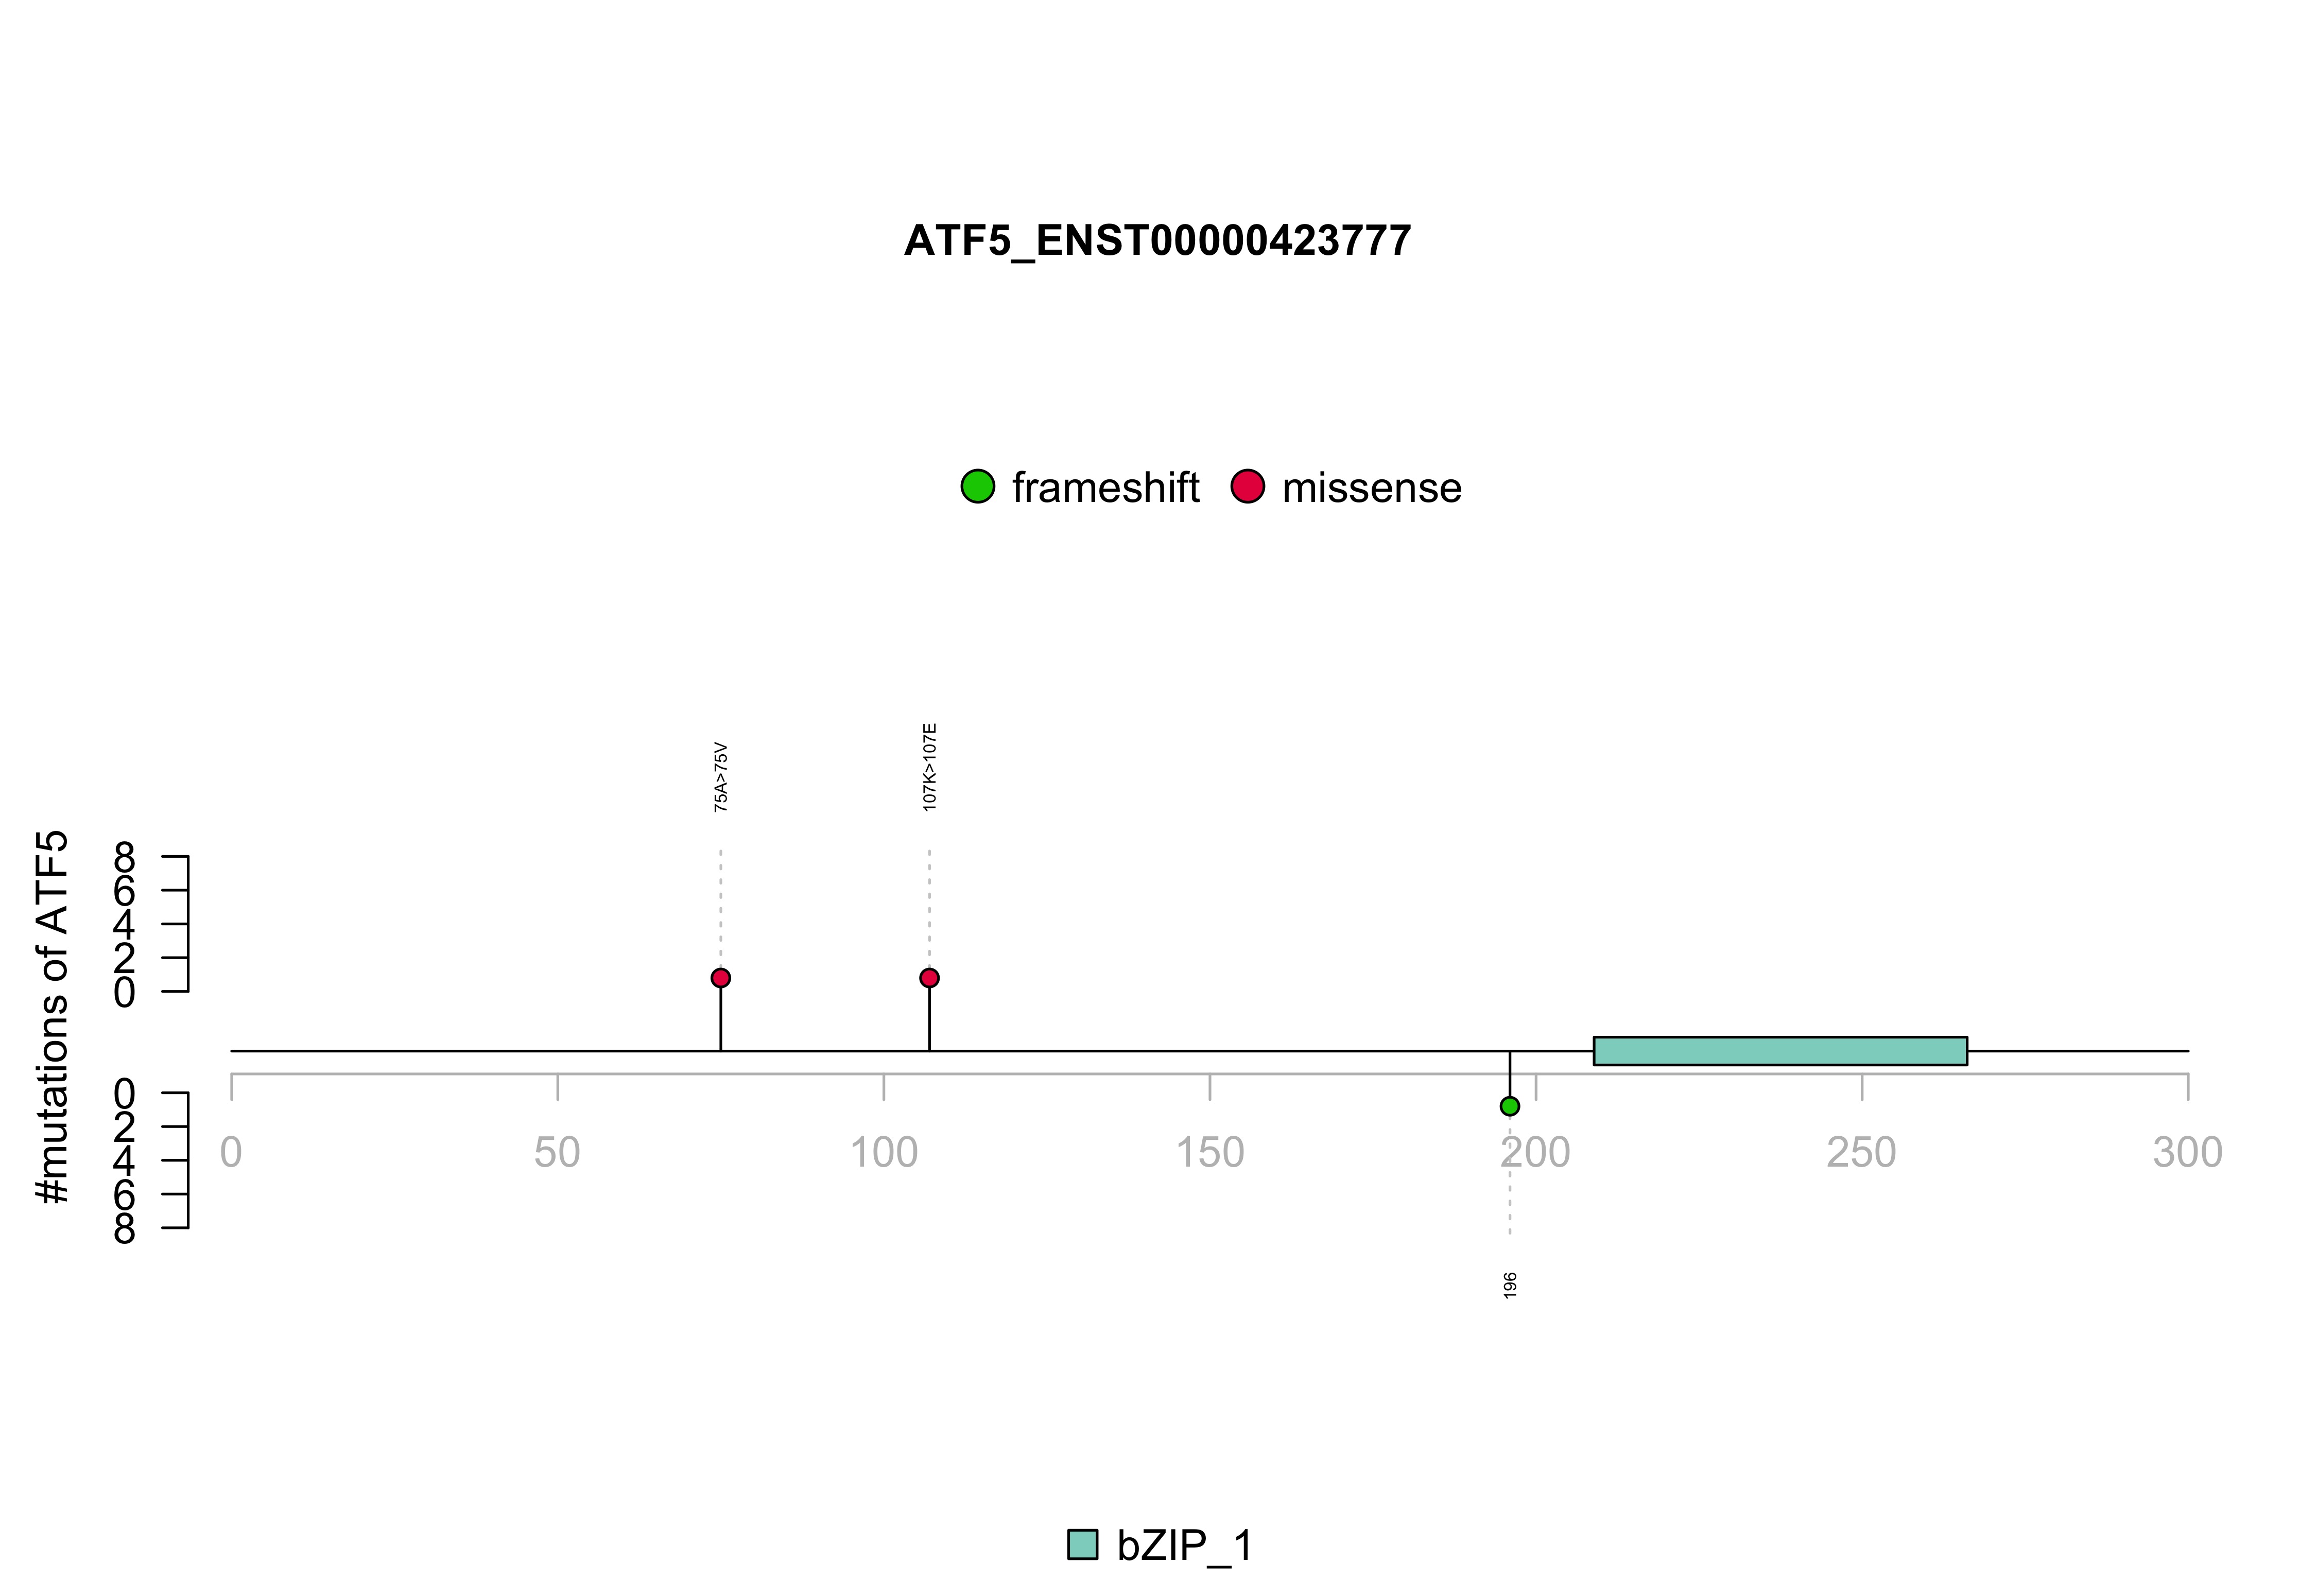 ATF5_ENST00000423777
frameshift missense
75A>75V
107K>107E
#mutations of ATF5
8
6
4
2
0
0
2
4
6
8
0 50 100 150 200 250 300
196
bZIP_1